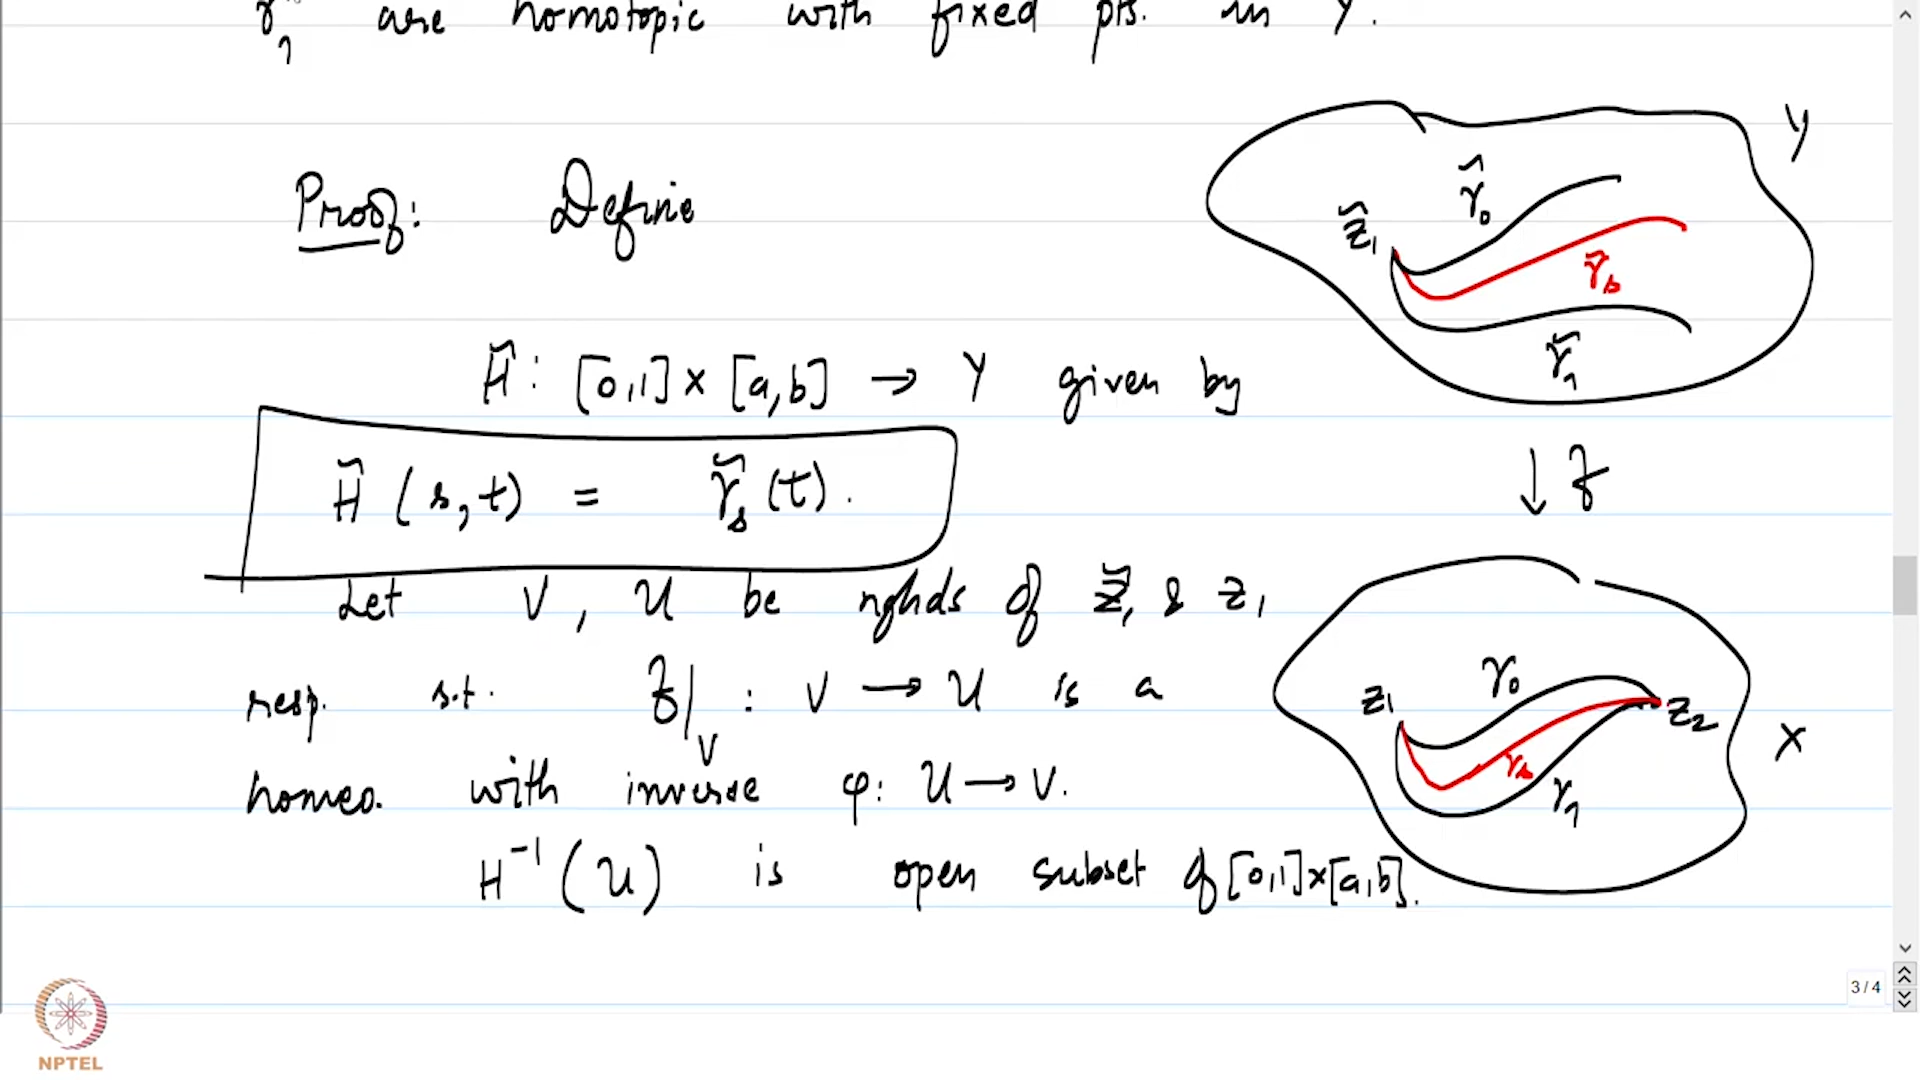 γ̃₁ are homotopic with fixed pts. in Y.
Proof: Define
H̃ : [0,1] × [a,b] → Y given by
H̃ (s,t) = γ̃ₛ (t).
Let V, U be nghds of z̃₁ & z₁
resp. s.t. f|V : V → U is a
homeo. with inverse φ: U → V.
H⁻¹(U) is open subset of [0,1]×[a,b].
Y
γ̃₀
z̃₁
γ̃ₛ
γ̃₁
↓ f
γ₀
z₁
z₂
γₛ
γ₁
X
3 / 4
NPTEL